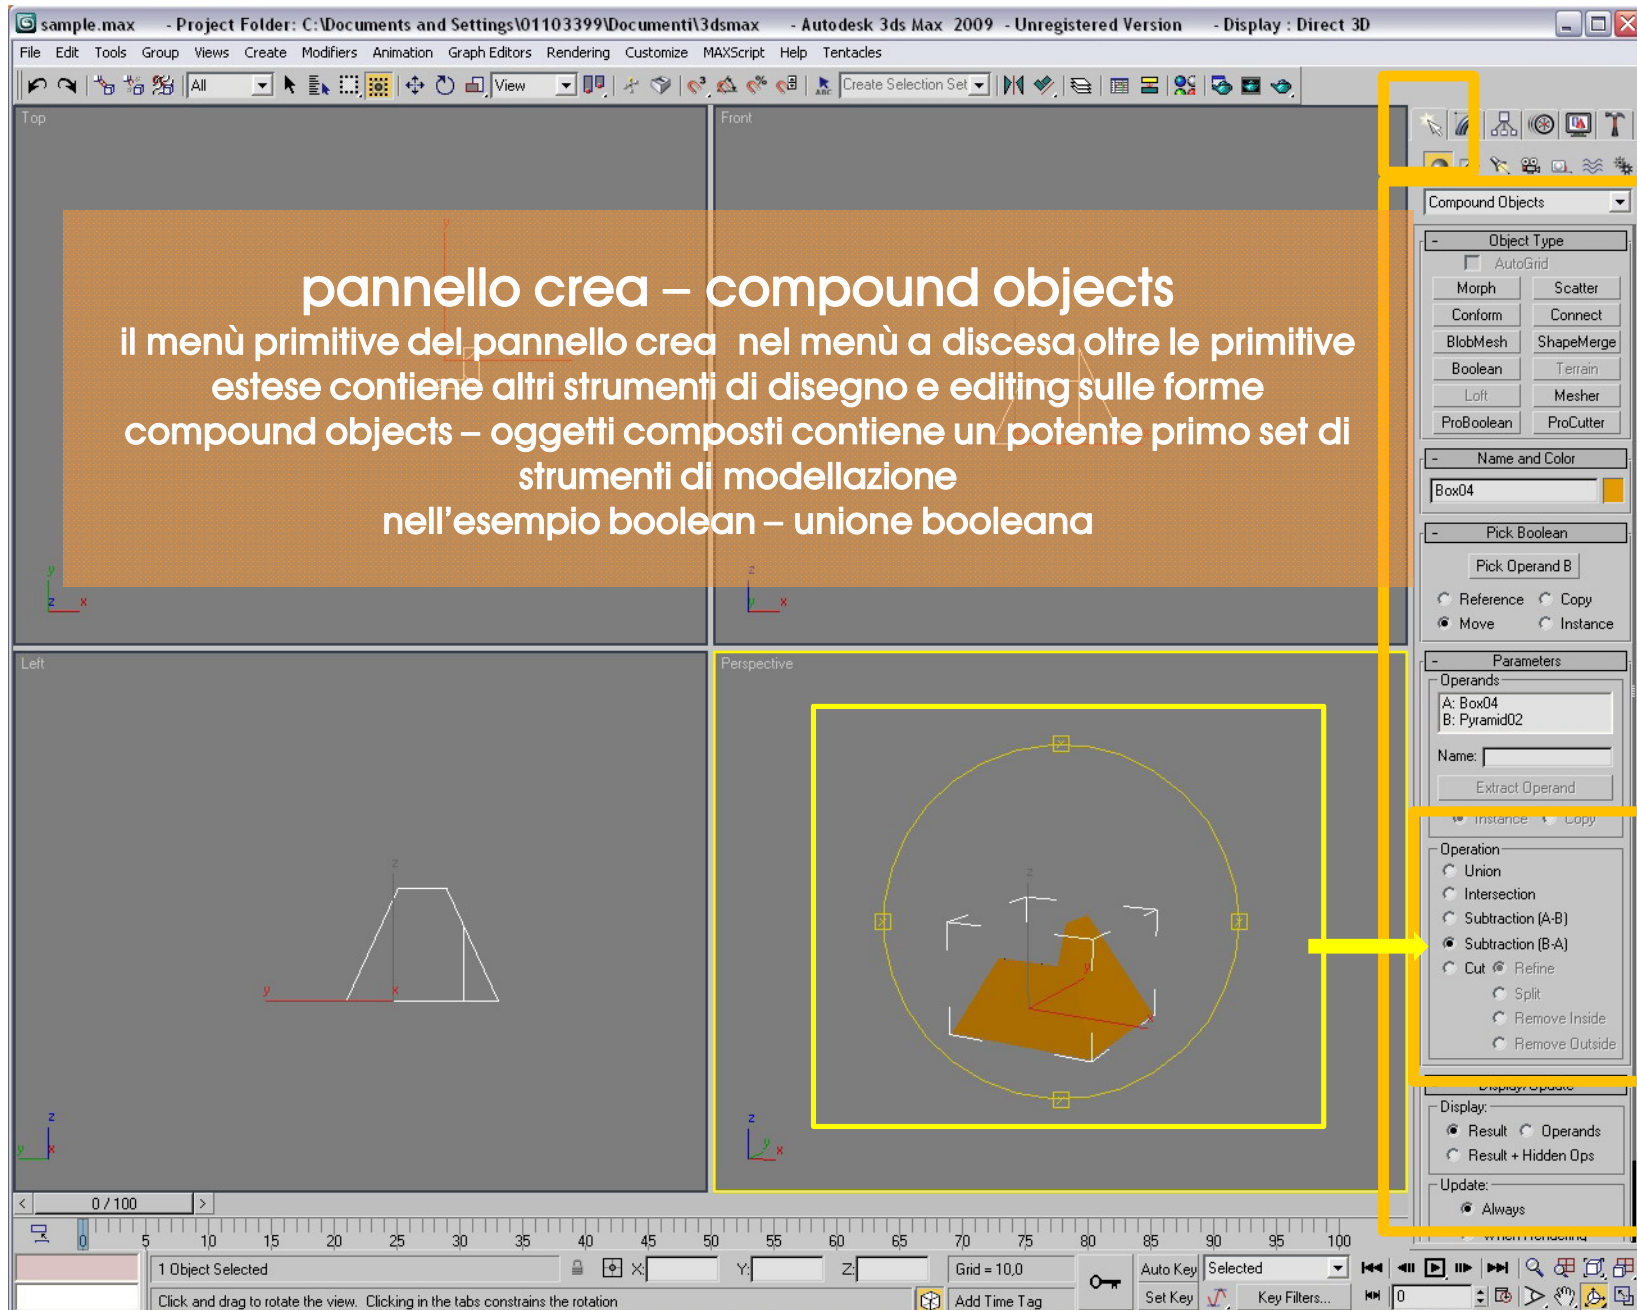 sample.max - Project Folder: C:\Documents and Settings\01103399\Documenti\3dsmax - Autodesk 3ds Max 2009 - Unregistered Version - Display : Direct 3D
File Edit Tools Group Views Create Modifiers Animation Graph Editors Rendering Customize MAXScript Help Tentacles
All View Create Selection Set
Top
Front
pannello crea – compound objects
il menù primitive del pannello crea nel menù a discesa oltre le primitive
estese contiene altri strumenti di disegno e editing sulle forme
compound objects – oggetti composti contiene un potente primo set di
strumenti di modellazione
nell'esempio boolean – unione booleana
y
y
z x
z
y x
Left
z
y x
z
y x
Perspective
z
y
x
z
y x
Compound Objects
- Object Type
AutoGrid
Morph Scatter
Conform Connect
BlobMesh ShapeMerge
Boolean Terrain
Loft Mesher
ProBoolean ProCutter
- Name and Color
Box04
- Pick Boolean
Pick Operand B
Reference Copy
Move Instance
- Parameters
Operands
A: Box04
B: Pyramid02
Name:
Extract Operand
Instance Copy
Operation
Union
Intersection
Subtraction (A-B)
Subtraction (B-A)
Cut Refine
Split
Remove Inside
Remove Outside
Display/Update
Display:
Result Operands
Result + Hidden Ops
Update:
Always
When Rendering
< 0 / 100 >
0 5 10 15 20 25 30 35 40 45 50 55 60 65 70 75 80 85 90 95 100
1 Object Selected X: Y: Z: Grid = 10,0 Auto Key Selected
Click and drag to rotate the view. Clicking in the tabs constrains the rotation Add Time Tag Set Key Key Filters... 0